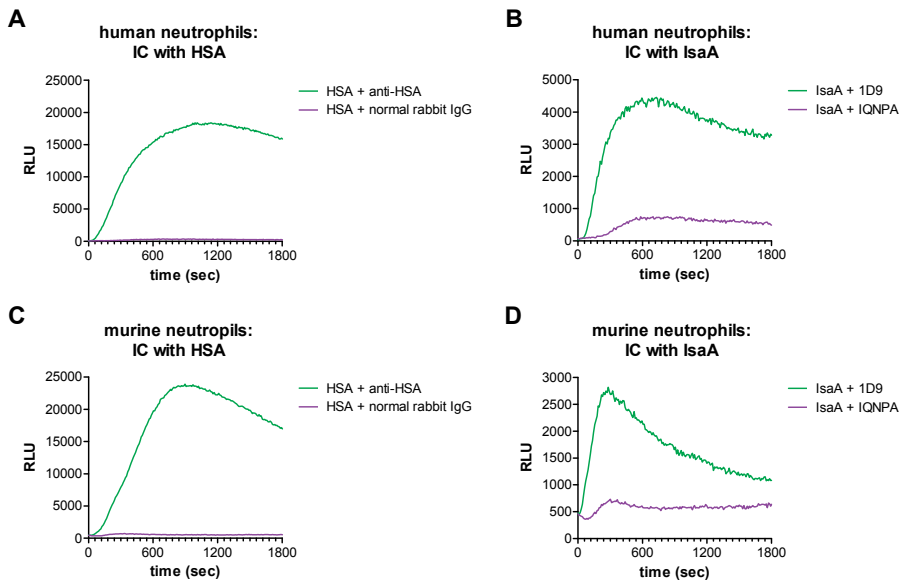 A
human neutrophils:
IC with HSA
25000
20000
15000
10000
5000
0
RLU
0 600 1200 1800
time (sec)
HSA + anti-HSA
HSA + normal rabbit IgG
B
human neutrophils:
IC with IsaA
5000
4000
3000
2000
1000
0
RLU
0 600 1200 1800
time (sec)
IsaA + 1D9
IsaA + IQNPA
C
murine neutropils:
IC with HSA
25000
20000
15000
10000
5000
0
RLU
0 600 1200 1800
time (sec)
HSA + anti-HSA
HSA + normal rabbit IgG
D
murine neutrophils:
IC with IsaA
3000
2500
2000
1500
1000
500
0
RLU
0 600 1200 1800
time (sec)
IsaA + 1D9
IsaA + IQNPA